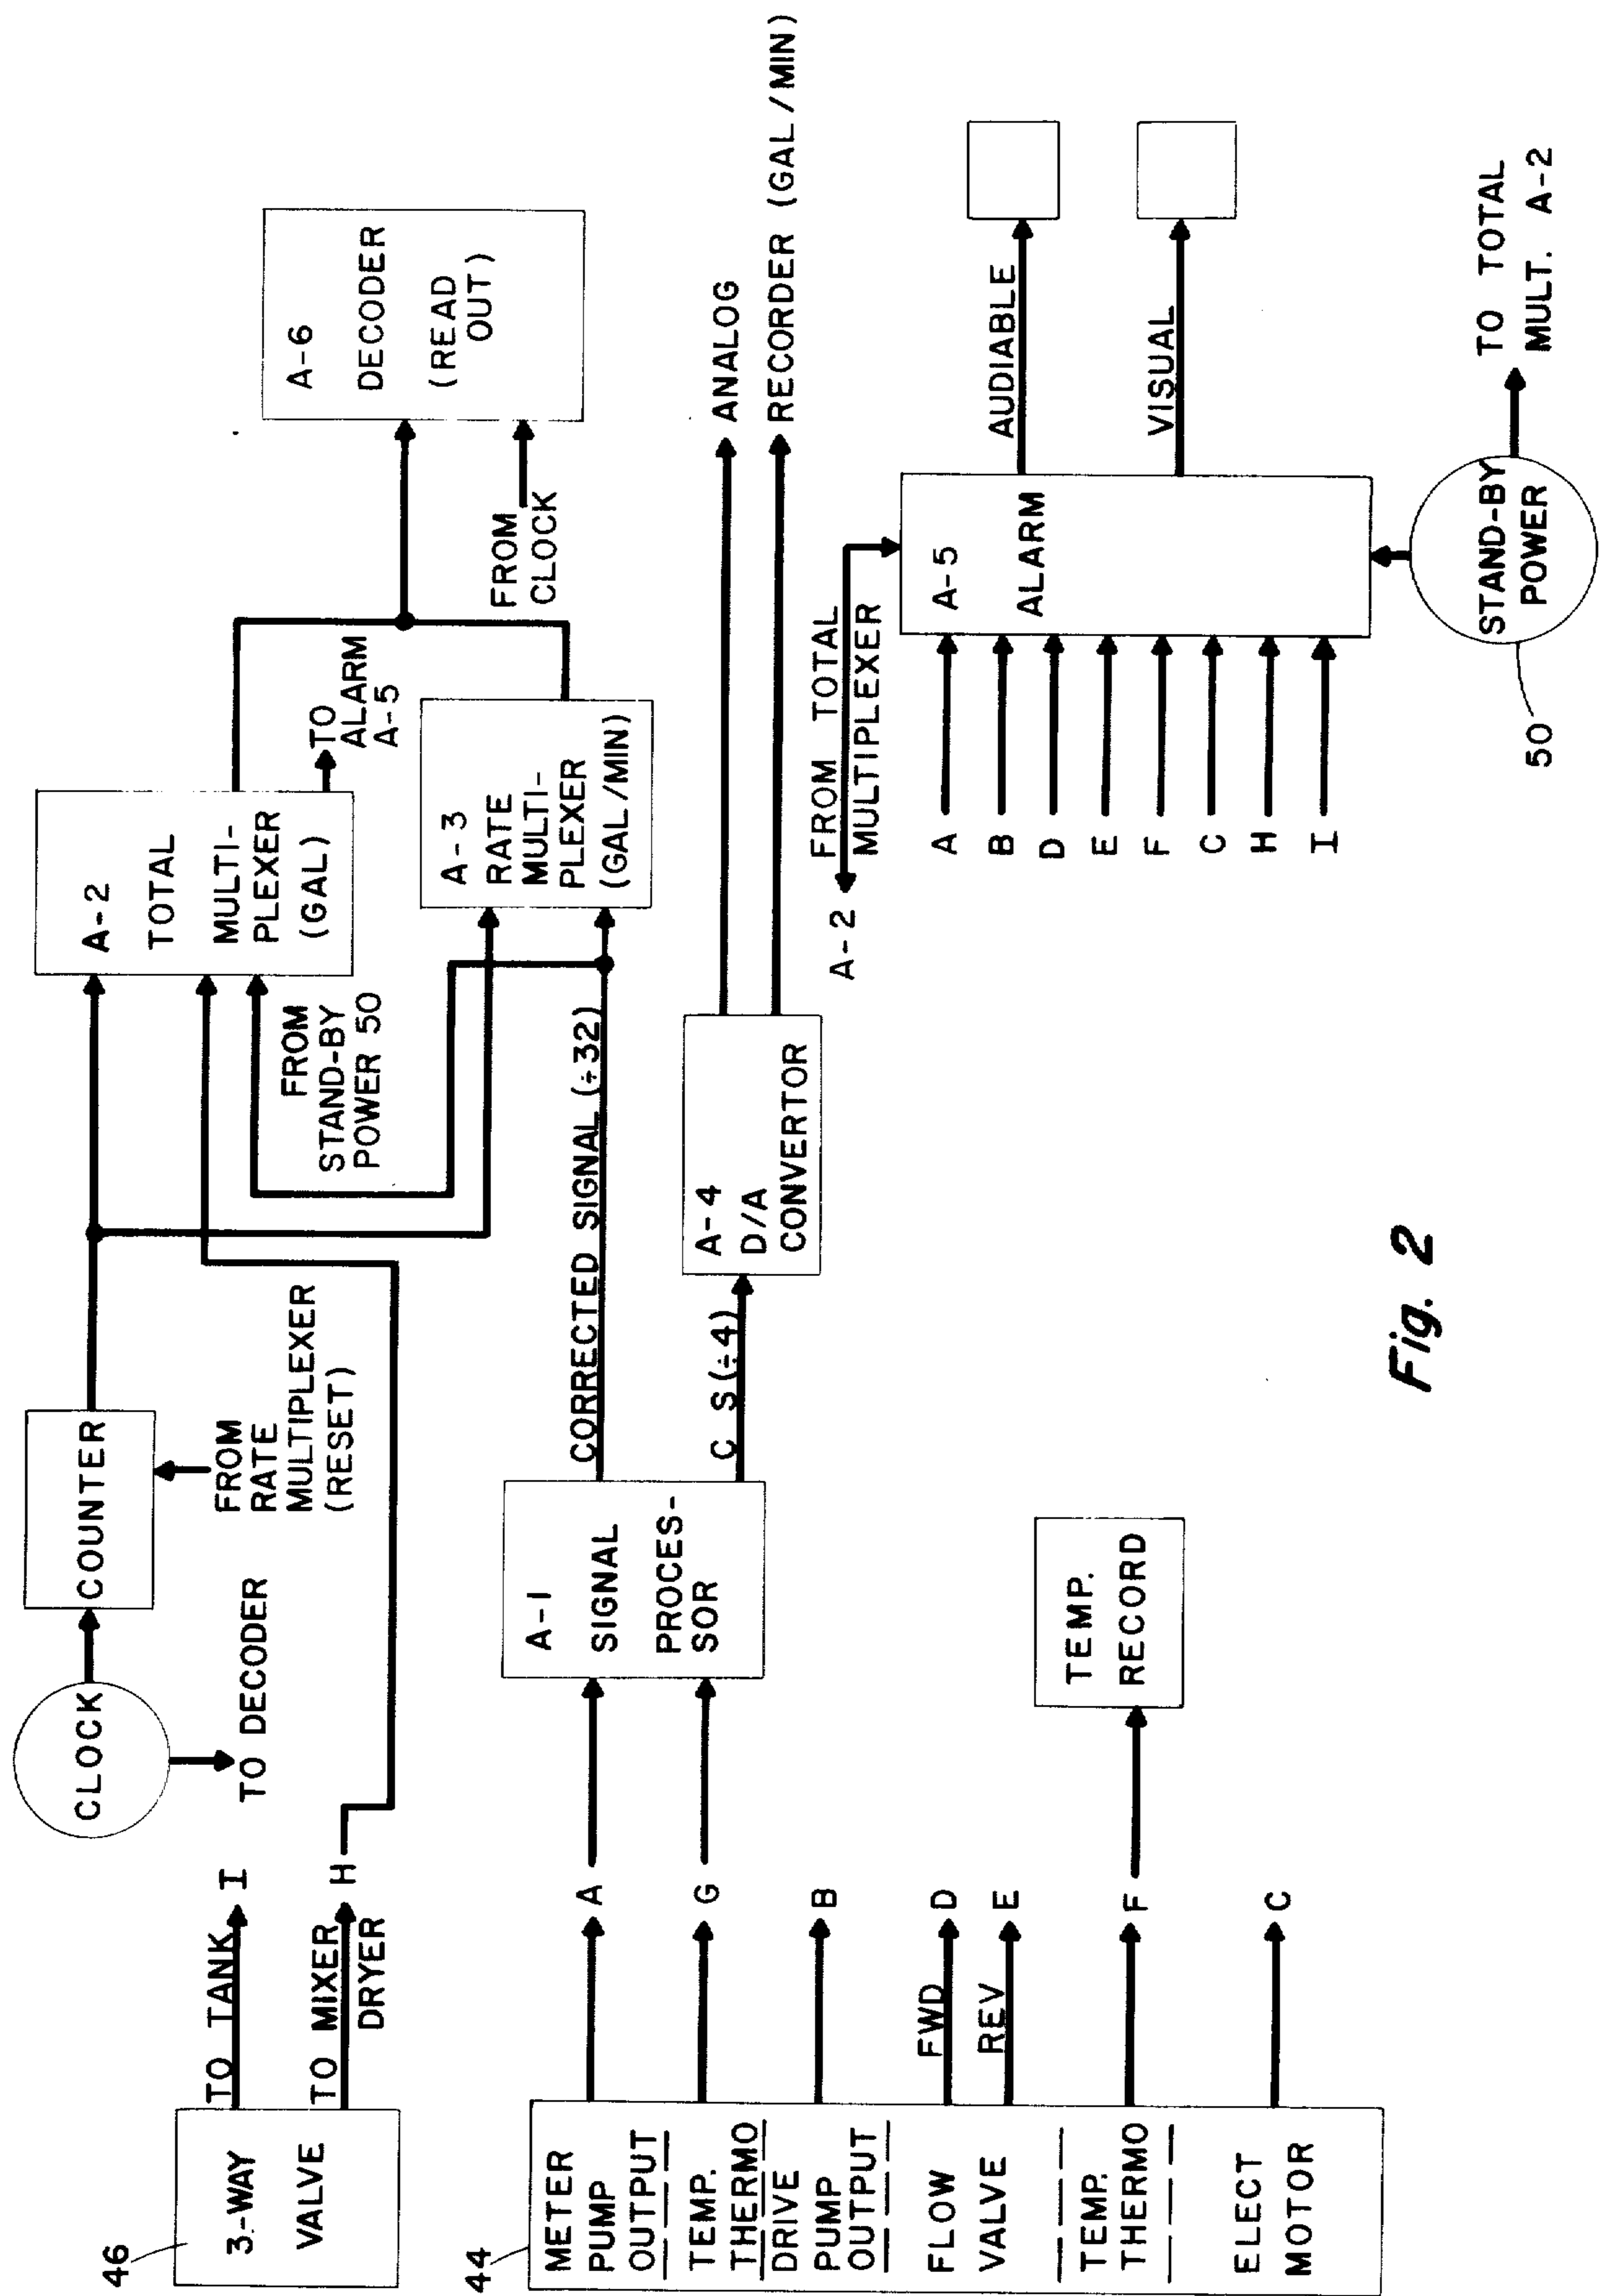 46
3-WAY
VALVE
TO TANK
I
TO MIXER
DRYER
H
CLOCK
TO DECODER
COUNTER
FROM
RATE
MULTIPLEXER
(RESET)
A-2
TOTAL
MULTI-
PLEXER
(GAL)
FROM
STAND-BY
POWER 50
TO
ALARM
A-5
A-3
RATE
MULTI-
PLEXER
(GAL/MIN)
A-6
DECODER
(READ
OUT)
FROM
CLOCK
44
METER
PUMP
OUTPUT
TEMP.
THERMO
DRIVE
PUMP
OUTPUT
FLOW
VALVE
TEMP.
THERMO
ELECT
MOTOR
A
G
B
FWD
D
REV
E
F
C
A-1
SIGNAL
PROCES-
SOR
CORRECTED SIGNAL (÷32)
C S (÷4)
A-4
D/A
CONVERTOR
ANALOG
RECORDER (GAL/MIN)
TEMP.
RECORD
A-2
FROM TOTAL
MULTIPLEXER
A
B
D
E
F
C
H
I
A-5
ALARM
AUDIABLE
VISUAL
50
STAND-BY
POWER
TO TOTAL
MULT. A-2
Fig. 2